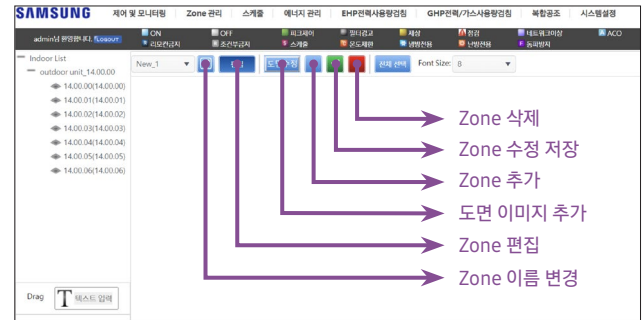 SAMSUNG 제어 및 모니터링 Zone 관리 스케줄 에너지 관리 EHP전력사용량검침 GHP전력/가스사용량검침 복합공조 시스템설정
admin님 환영합니다. *Logout ON OFF 피크제어 필터경고 제상 점검 네트워크이상 ACO
리모컨금지 조건부금지 스케줄 온도제한 냉방전용 난방전용 동파방지
Indoor List
outdoor unit_14.00.00
14.00.00(14.00.00)
14.00.01(14.00.01)
14.00.02(14.00.02)
14.00.03(14.00.03)
14.00.04(14.00.04)
14.00.05(14.00.05)
14.00.06(14.00.06)
New_1 전체 선택 Font Size: 8
Zone 삭제
Zone 수정 저장
Zone 추가
도면 이미지 추가
Zone 편집
Zone 이름 변경
Drag T 텍스트 입력